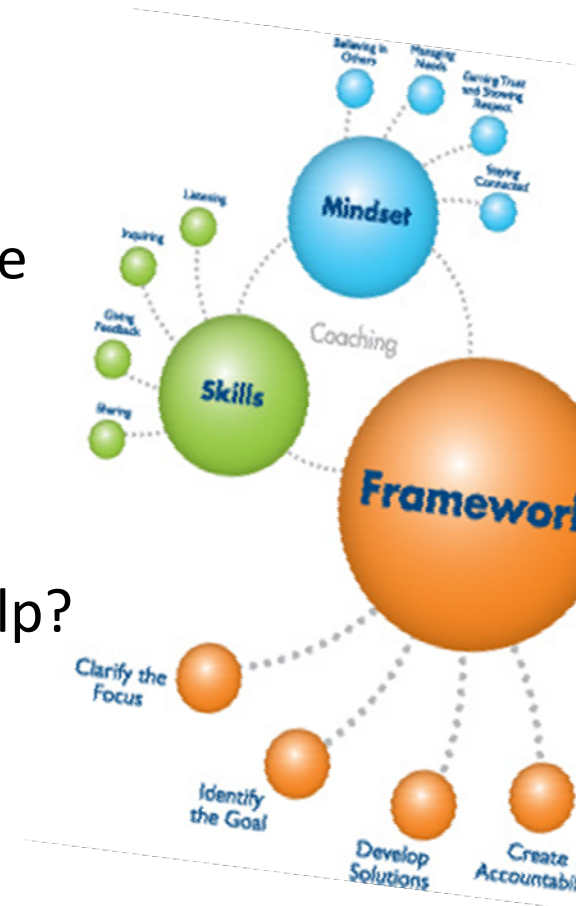 Believing in
Others
Managing
Needs
Earning Trust
and Showing
Respect
Staying
Connected
Mindset
Listening
Inquiring
e
Giving
Feedback
Coaching
Skills
Sharing
Framework
lp?
Clarify the
Focus
Identify
the Goal
Develop
Solutions
Create
Accountabi